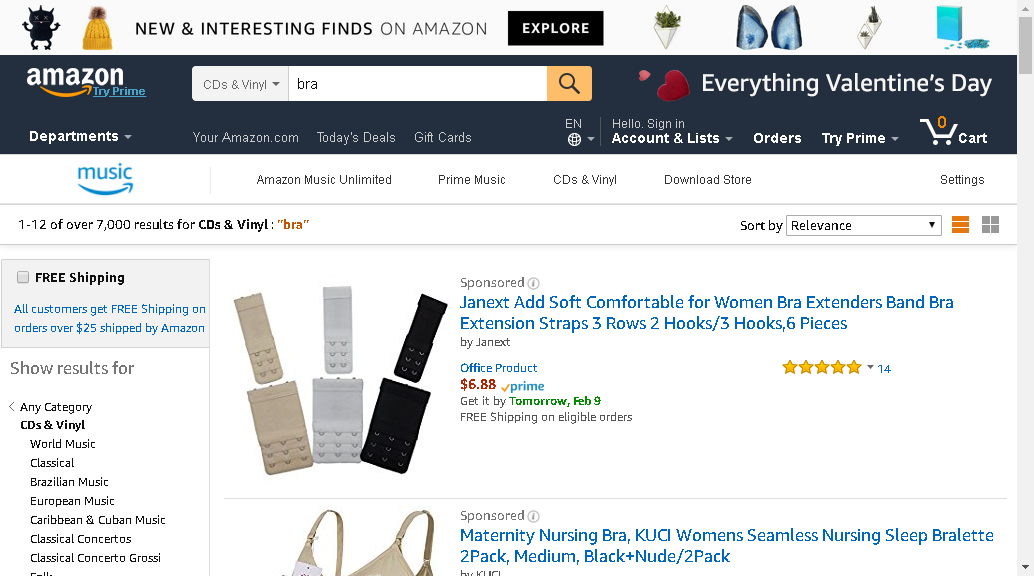 NEW & INTERESTING FINDS ON AMAZON
EXPLORE
amazon
Try Prime
CDs & Vinyl
bra
Everything Valentine's Day
Departments
Your Amazon.com
Today's Deals
Gift Cards
EN
Hello. Sign in
Account & Lists
Orders
Try Prime
0
Cart
music
Amazon Music Unlimited
Prime Music
CDs & Vinyl
Download Store
Settings
1-12 of over 7,000 results for CDs & Vinyl : "bra"
Sort by
Relevance
FREE Shipping
All customers get FREE Shipping on
orders over $25 shipped by Amazon
Show results for
Any Category
CDs & Vinyl
World Music
Classical
Brazilian Music
European Music
Caribbean & Cuban Music
Classical Concertos
Classical Concerto Grossi
Sponsored
Janext Add Soft Comfortable for Women Bra Extenders Band Bra
Extension Straps 3 Rows 2 Hooks/3 Hooks,6 Pieces
by Janext
Office Product
$6.88 prime
Get it by Tomorrow, Feb 9
FREE Shipping on eligible orders
14
Sponsored
Maternity Nursing Bra, KUCI Womens Seamless Nursing Sleep Bralette
2Pack, Medium, Black+Nude/2Pack
by KUCI